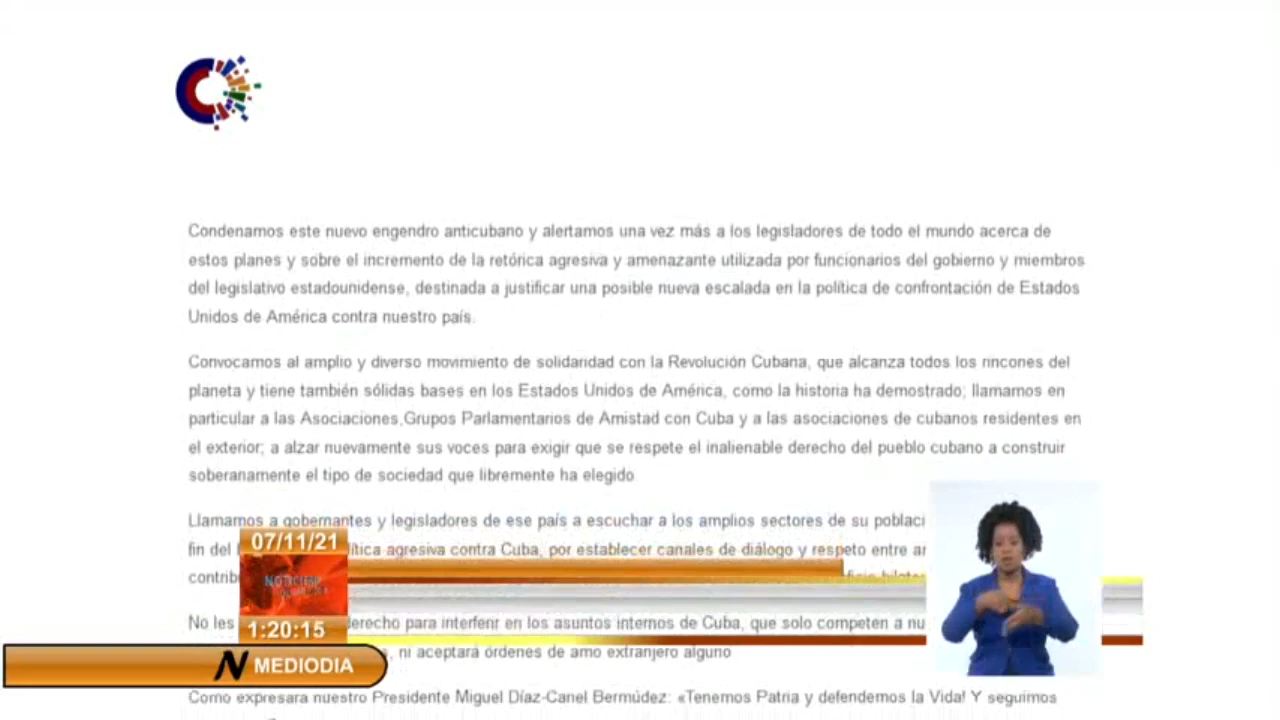 Condenamos este nuevo engendro anticubano y alertamos una vez más a los legisladores de todo el mundo acerca de
estos planes y sobre el incremento de la retórica agresiva y amenazante utilizada por funcionarios del gobierno y miembros
del legislativo estadounidense, destinada a justificar una posible nueva escalada en la política de confrontación de Estados
Unidos de América contra nuestro país.
Convocamos al amplio y diverso movimiento de solidaridad con la Revolución Cubana, que alcanza todos los rincones del
planeta y tiene también sólidas bases en los Estados Unidos de América, como la historia ha demostrado; llamamos en
particular a las Asociaciones,Grupos Parlamentarios de Amistad con Cuba y a las asociaciones de cubanos residentes en
el exterior; a alzar nuevamente sus voces para exigir que se respete el inalienable derecho del pueblo cubano a construir
soberanamente el tipo de sociedad que libremente ha elegido
Llamamos a gobernantes y legisladores de ese país a escuchar a los amplios sectores de su poblaci
fin del lítica agresiva contra Cuba, por establecer canales de diálogo y respeto entre
contrib
No les derecho para interferir en los asuntos internos de Cuba, que solo competen a nu
, ni aceptará órdenes de amo extranjero alguno
Como expresara nuestro Presidente Miguel Díaz-Canel Bermúdez: «Tenemos Patria y defendemos la Vida! Y seguimos
07/11/21
1:20:15
N MEDIODIA